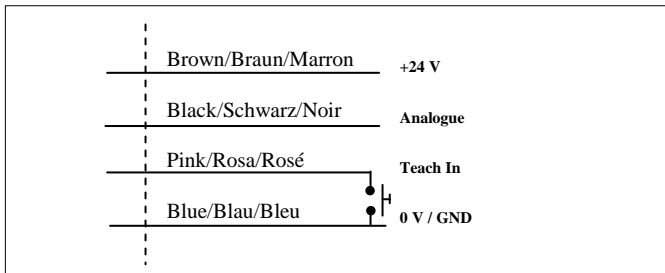 Brown/Braun/Marron
+24 V
Black/Schwarz/Noir
Analogue
Pink/Rosa/Rosé
Teach In
Blue/Blau/Bleu
0 V / GND